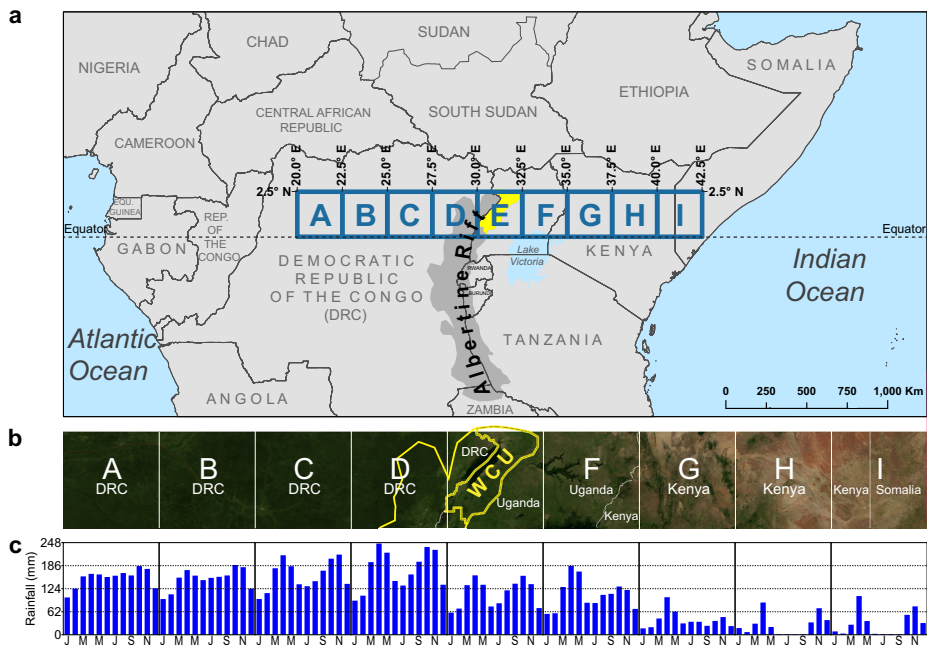 a
NIGERIA
CHAD
SUDAN
SOMALIA
ETHIOPIA
CENTRAL AFRICAN
REPUBLIC
SOUTH SUDAN
CAMEROON
20.0° E
22.5° E
25.0° E
27.5° E
30.0° E
32.5° E
35.0° E
37.5° E
40.0° E
42.5° E
2.5° N
2.5° N
A B C D E F G H I
EQU.
GUINEA
REP.
OF
THE
CONGO
Equator
Equator
GABON
KENYA
Lake
Victoria
DEMOCRATIC
REPUBLIC
OF THE CONGO
(DRC)
RWANDA
BURUNDI
Albertine Rift
TANZANIA
Indian
Ocean
Atlantic
Ocean
ANGOLA
ZAMBIA
0 250 500 750 1,000 Km
b
A
DRC
B
DRC
C
DRC
D
DRC
DRC
WCU
Uganda
F
Uganda
Kenya
G
Kenya
H
Kenya
I
Kenya
Somalia
c
Rainfall (mm)
248
186
124
62
0
J M M J S N J M M J S N J M M J S N J M M J S N J M M J S N J M M J S N J M M J S N J M M J S N J M M J S N